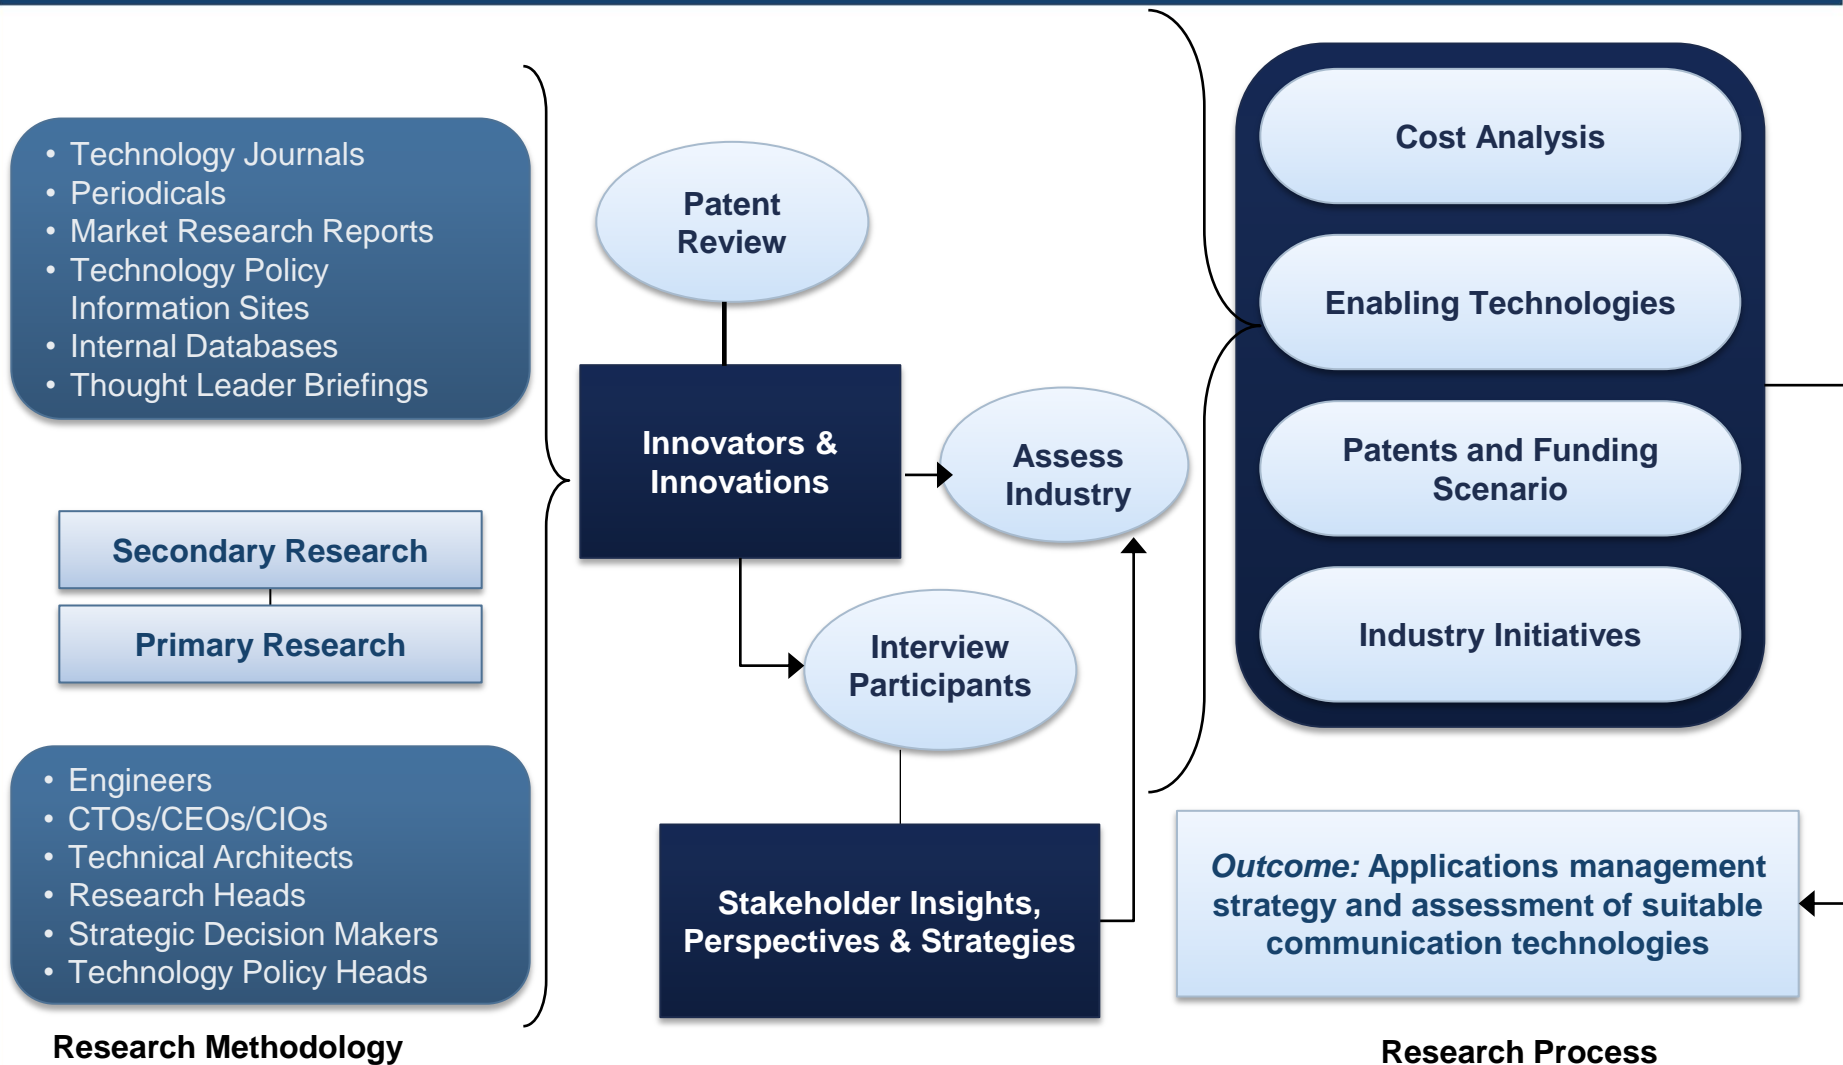 • Technology Journals
• Periodicals
• Market Research Reports
• Technology Policy
Information Sites
• Internal Databases
• Thought Leader Briefings
Secondary Research
Primary Research
• Engineers
• CTOs/CEOs/CIOs
• Technical Architects
• Research Heads
• Strategic Decision Makers
• Technology Policy Heads
Research Methodology
Patent
Review
Innovators &
Innovations
Assess
Industry
Interview
Participants
Stakeholder Insights,
Perspectives & Strategies
Cost Analysis
Enabling Technologies
Patents and Funding
Scenario
Industry Initiatives
Outcome: Applications management
strategy and assessment of suitable
communication technologies
Research Process